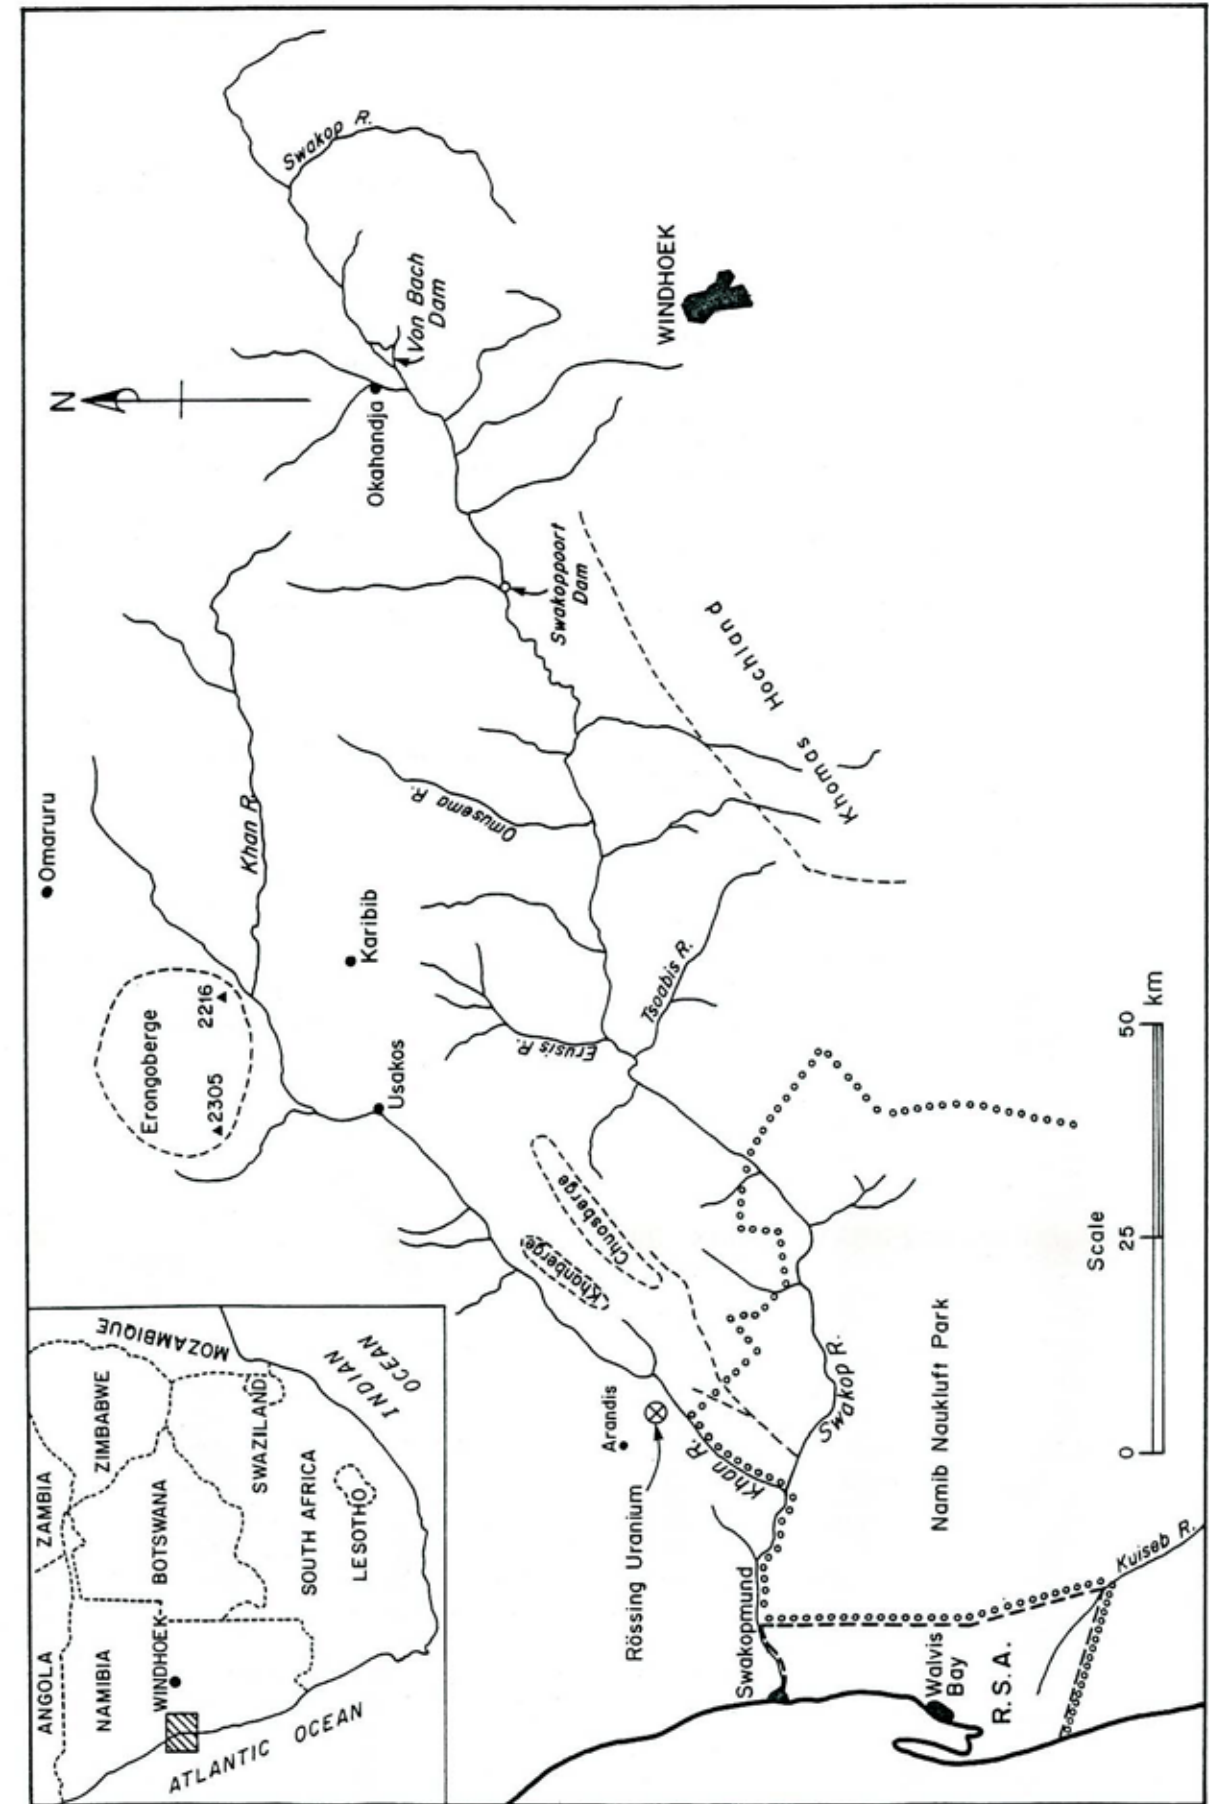 ANGOLA
ZAMBIA
NAMIBIA
ZIMBABWE
MOZAMBIQUE
WINDHOEK
BOTSWANA
SWAZILAND
SOUTH AFRICA
LESOTHO
ATLANTIC OCEAN
INDIAN
OCEAN
Omaruru
N
Erongoberge
2305
2216
Khan R.
Swakop R.
Usakos
Karibib
Okahandja
Von Bach
Dam
Omusema R.
Swakoppoort
Dam
Erusis R.
Tsoabis R.
WINDHOEK
Khomas Hochland
Khanberge
Chuosberge
Arandis
Rössing Uranium
Khan R.
Swakop R.
Swakopmund
Walvis
Bay
R.S.A.
Namib Naukluft Park
Kuiseb R.
Scale
0
25
50
km